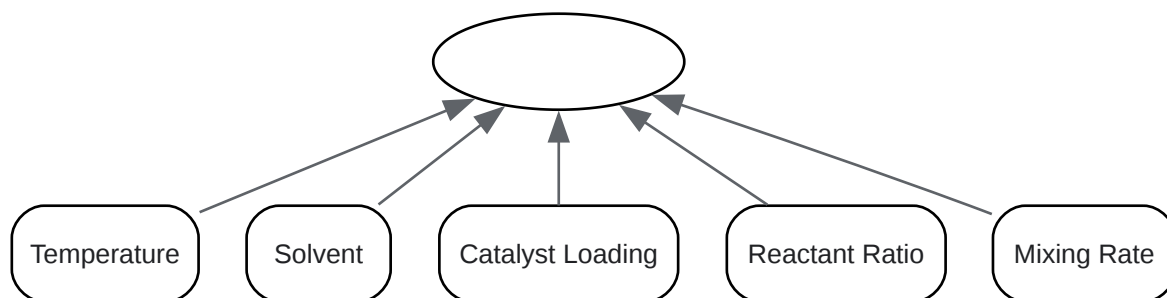 Temperature
Solvent
Catalyst Loading
Reactant Ratio
Mixing Rate